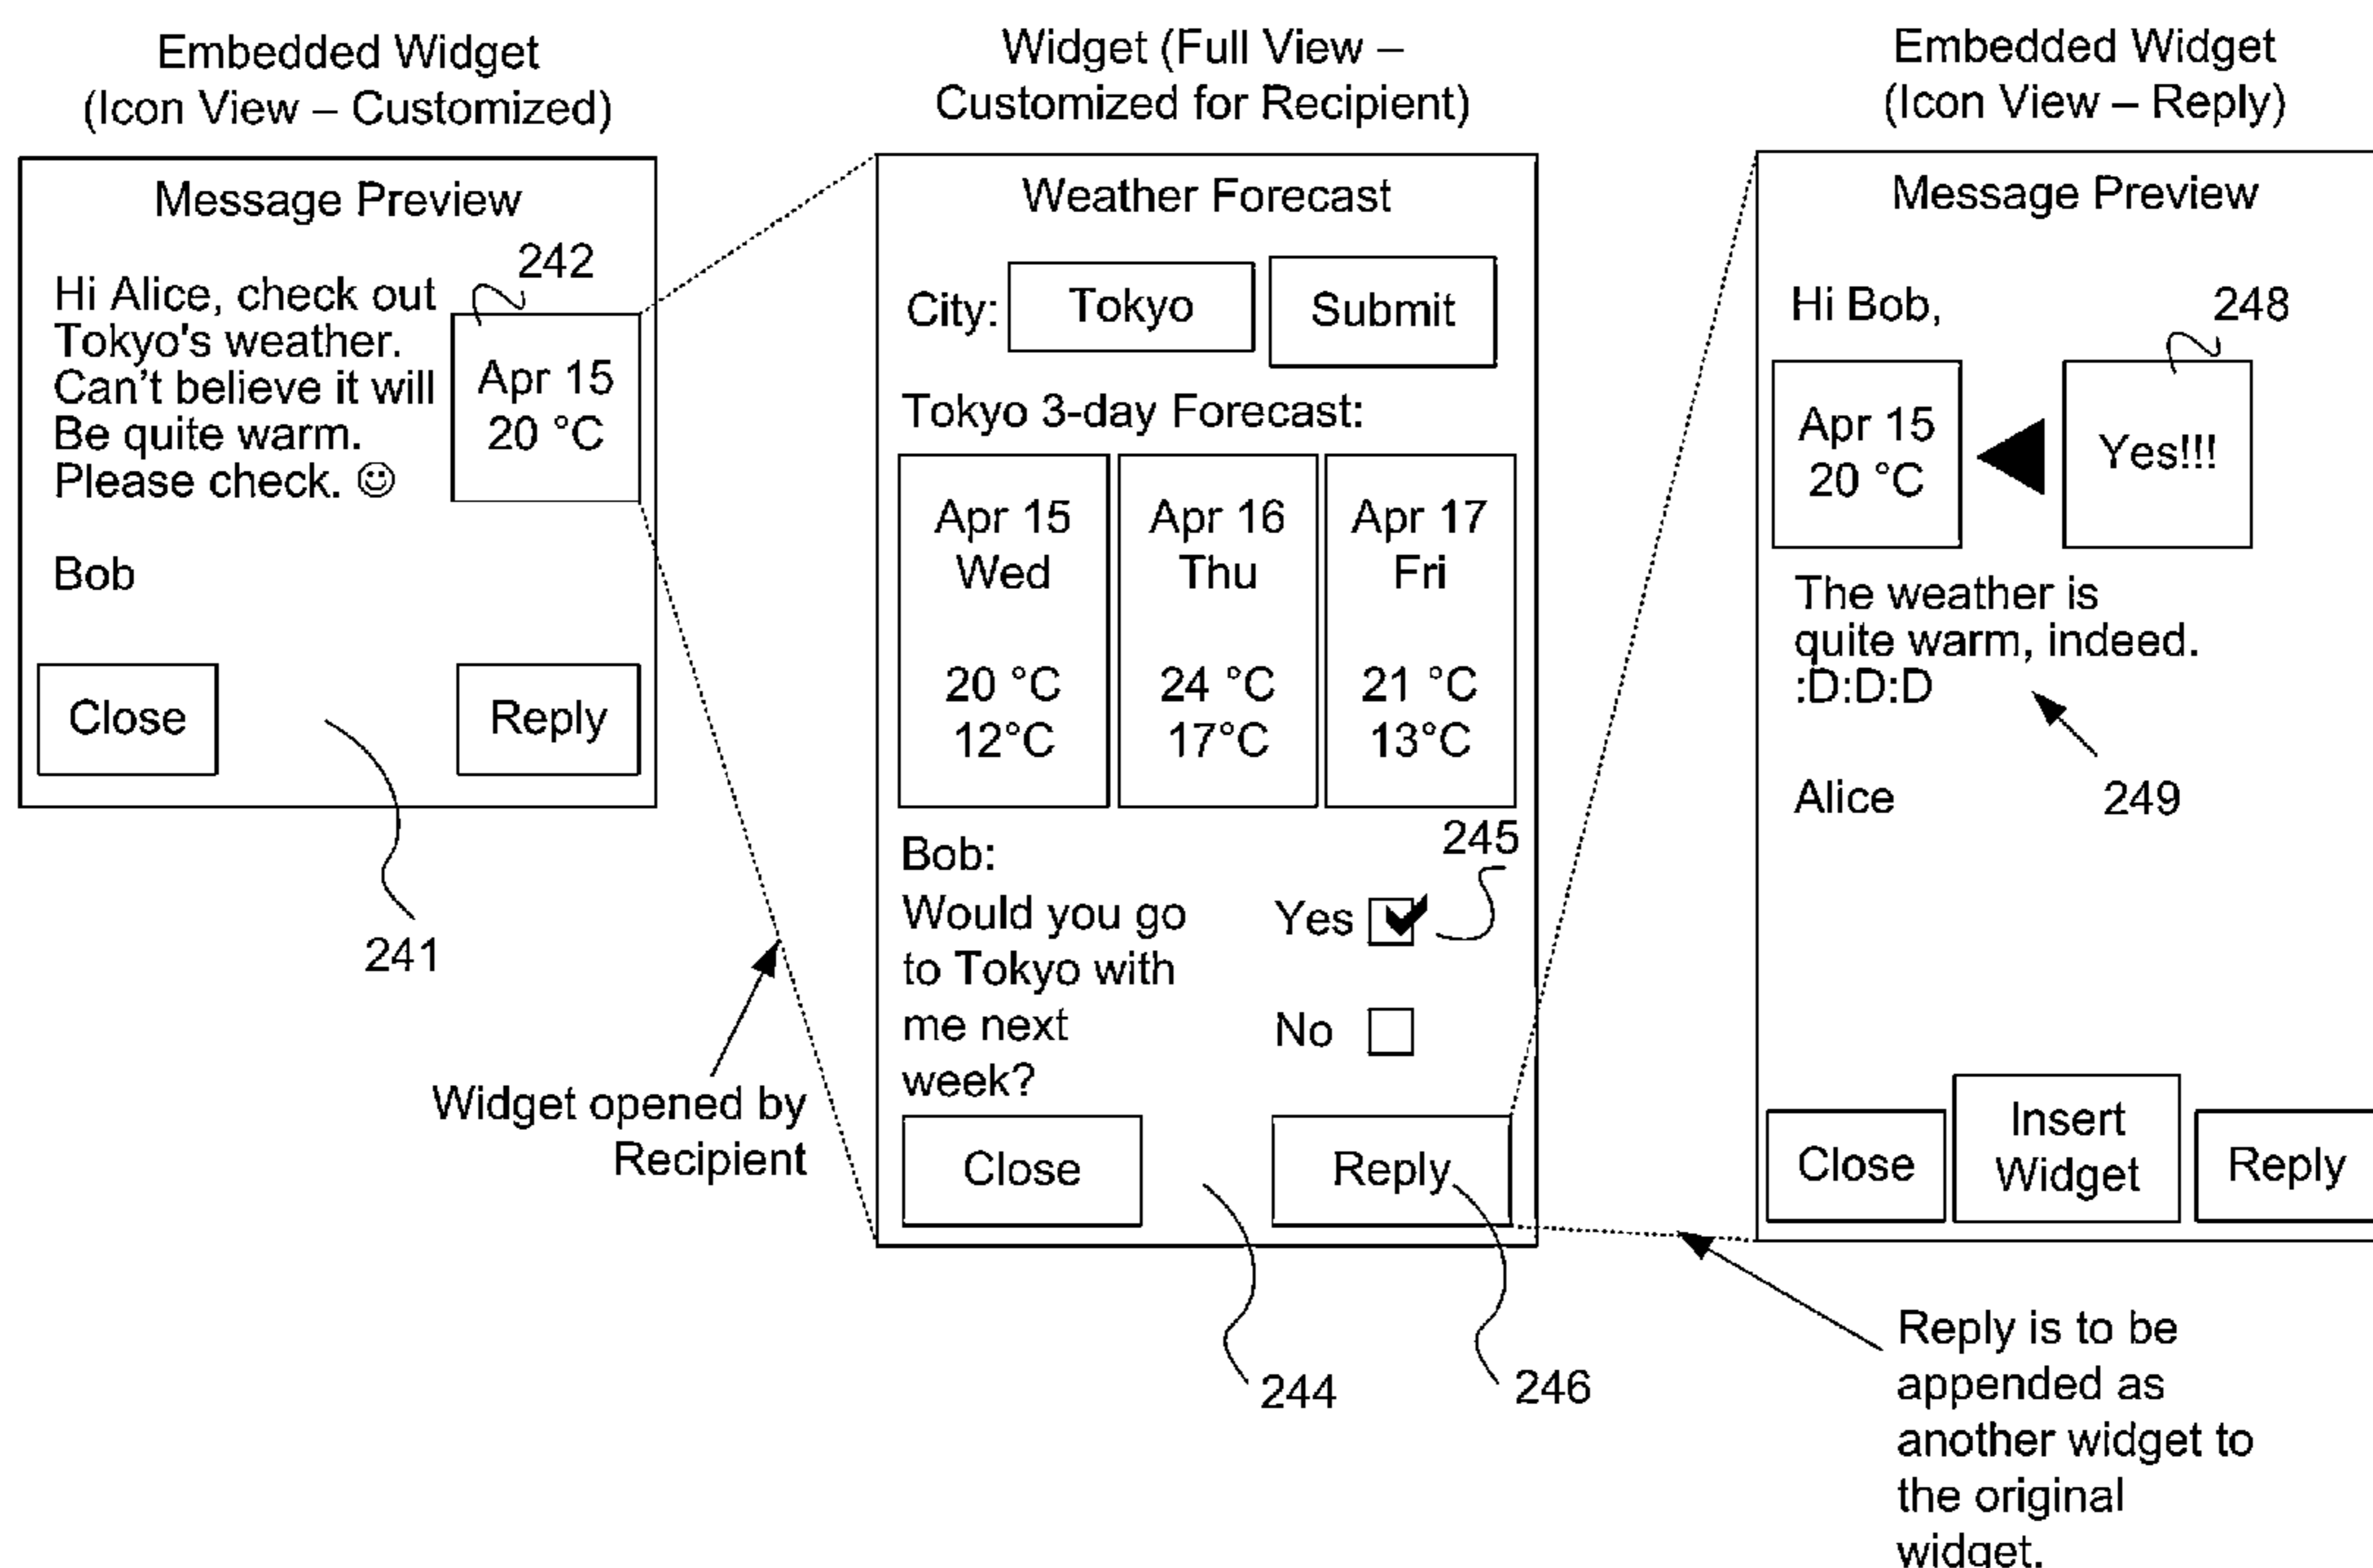 Embedded Widget
(Icon View – Customized)
Message Preview
242
Hi Alice, check out
Tokyo's weather.
Can't believe it will
Be quite warm.
Please check. ☺
Apr 15
20 °C
Bob
Close
Reply
241
Widget opened by
Recipient
Widget (Full View –
Customized for Recipient)
Weather Forecast
City:
Tokyo
Submit
Tokyo 3-day Forecast:
Apr 15
Wed
20 °C
12°C
Apr 16
Thu
24 °C
17°C
Apr 17
Fri
21 °C
13°C
245
Bob:
Would you go
to Tokyo with
me next
week?
Yes
No
Close
Reply
244
246
Embedded Widget
(Icon View – Reply)
Message Preview
Hi Bob,
248
Apr 15
20 °C
Yes!!!
The weather is
quite warm, indeed.
:D:D:D
249
Alice
Close
Insert
Widget
Reply
Reply is to be
appended as
another widget to
the original
widget.